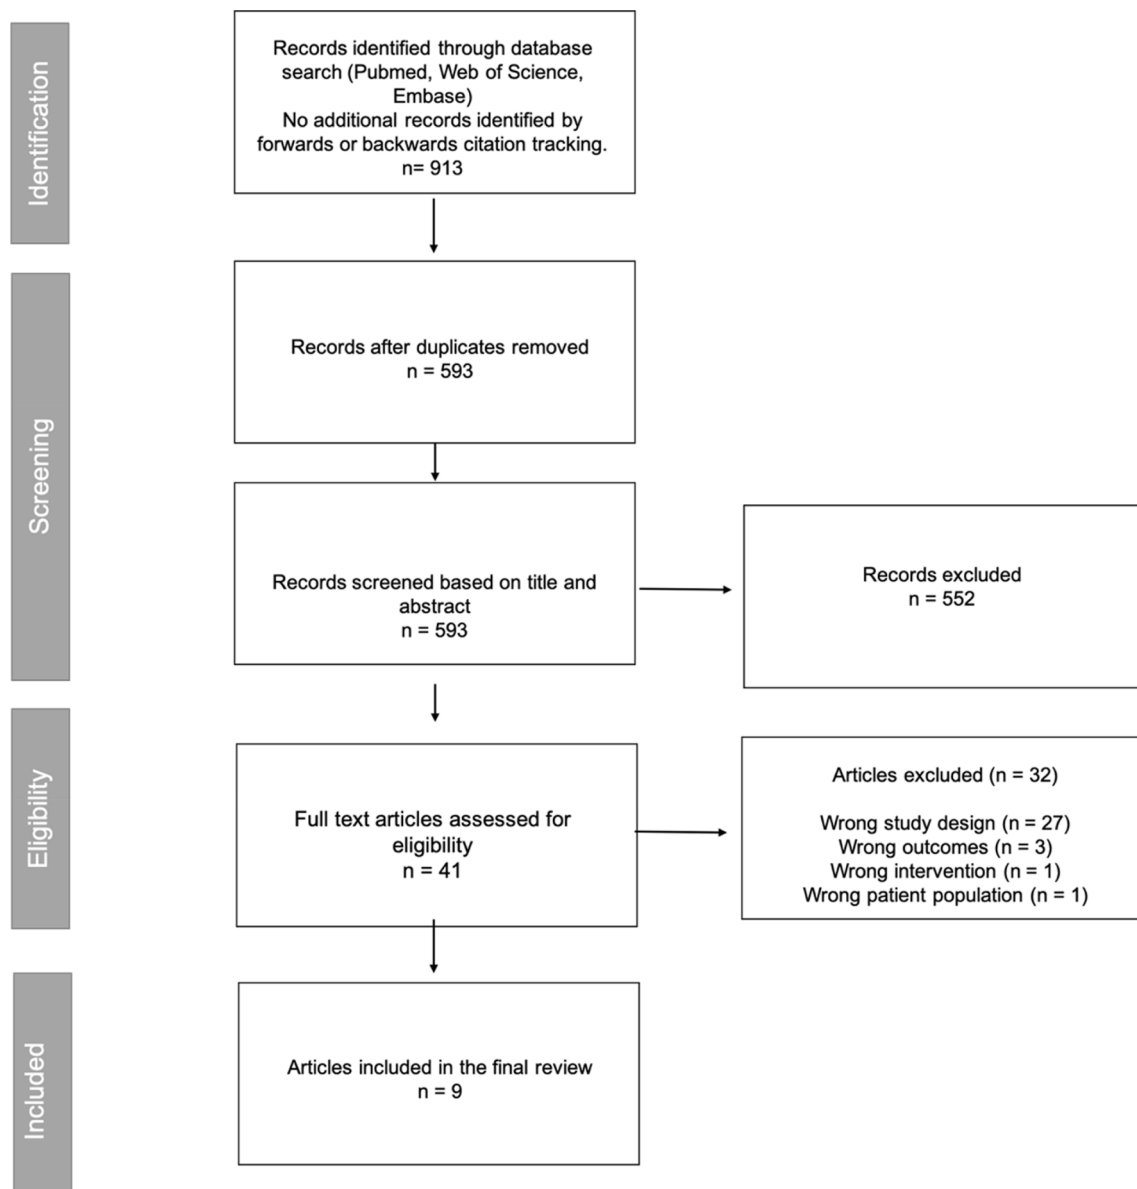 Identification
Records identified through database
search (Pubmed, Web of Science,
Embase)
No additional records identified by
forwards or backwards citation tracking.
n= 913
Screening
Records after duplicates removed
n = 593
Records screened based on title and
abstract
n = 593
Records excluded
n = 552
Eligibility
Full text articles assessed for
eligibility
n = 41
Articles excluded (n = 32)
Wrong study design (n = 27)
Wrong outcomes (n = 3)
Wrong intervention (n = 1)
Wrong patient population (n = 1)
Included
Articles included in the final review
n = 9